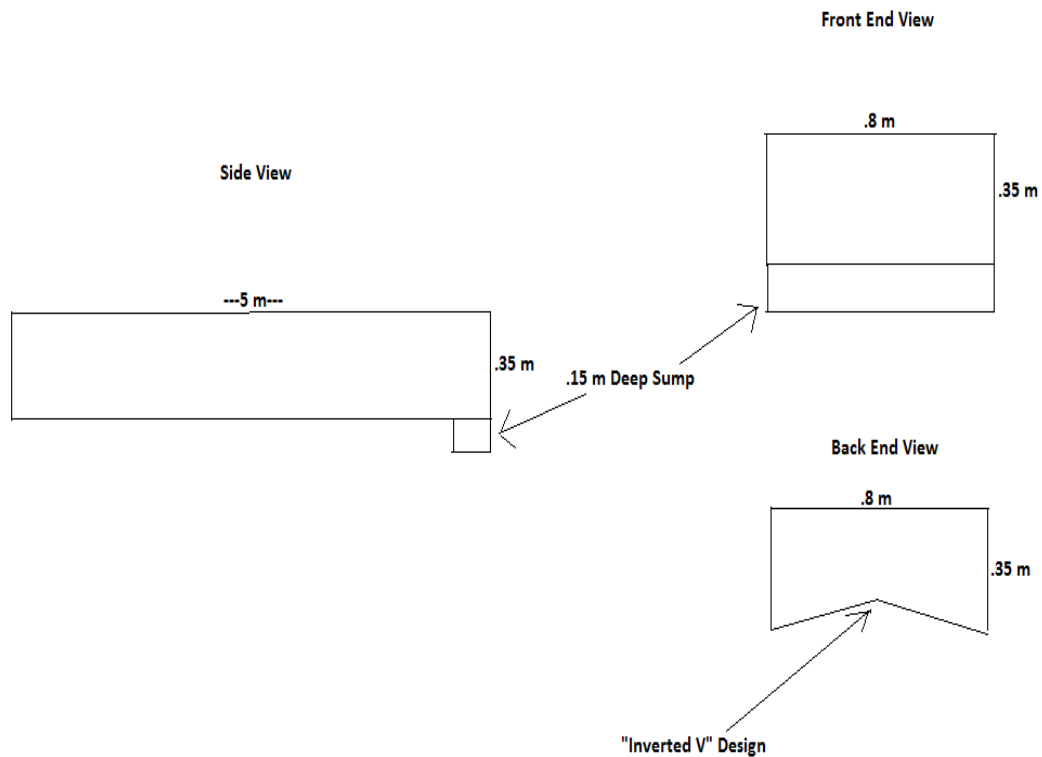 Front End View
.8 m
.35 m
Side View
---5 m---
.35 m
.15 m Deep Sump
Back End View
.8 m
.35 m
"Inverted V" Design